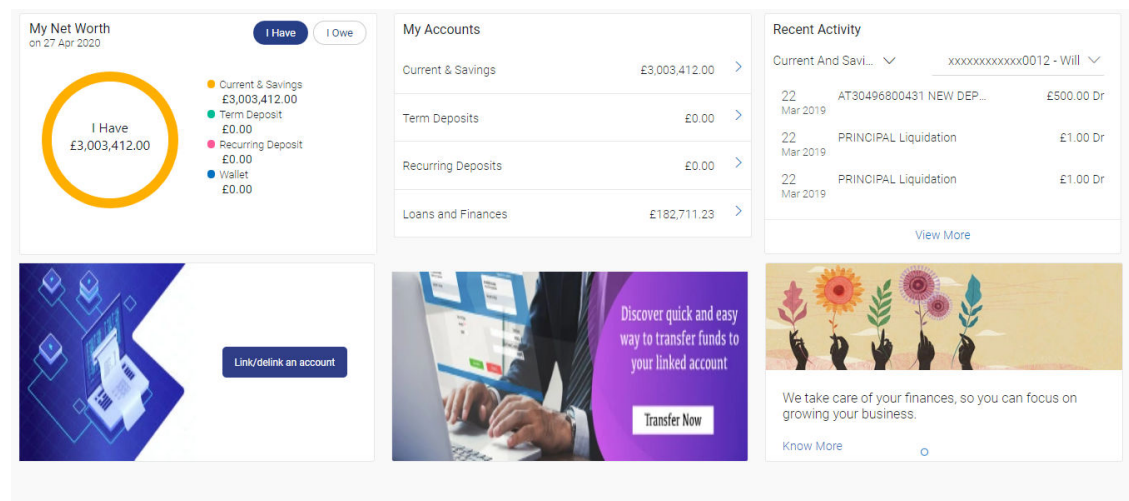 My Net Worth
on 27 Apr 2020
I Have
I Owe
I Have
£3,003,412.00
Current & Savings
£3,003,412.00
Term Deposit
£0.00
Recurring Deposit
£0.00
Wallet
£0.00
My Accounts
Current & Savings £3,003,412.00
Term Deposits £0.00
Recurring Deposits £0.00
Loans and Finances £182,711.23
Recent Activity
Current And Savi... xxxxxxxxxxxx0012 - Will
22 AT30496800431 NEW DEP... £500.00 Dr
Mar 2019
22 PRINCIPAL Liquidation £1.00 Dr
Mar 2019
22 PRINCIPAL Liquidation £1.00 Dr
Mar 2019
View More
Link/delink an account
Discover quick and easy
way to transfer funds to
your linked account
Transfer Now
We take care of your finances, so you can focus on
growing your business.
Know More